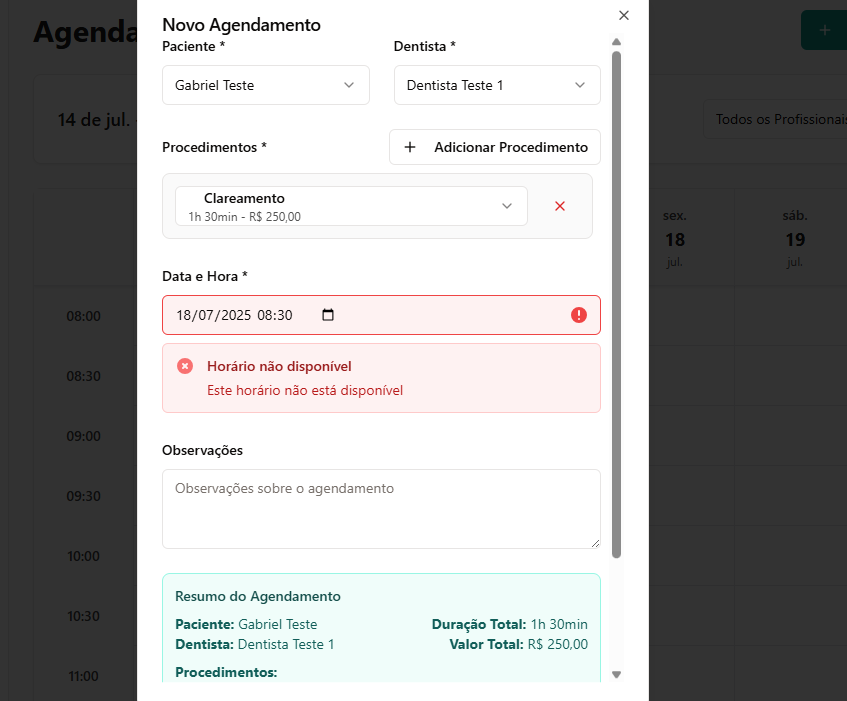 Agenda
Novo Agendamento
Paciente *
Dentista *
Gabriel Teste
Dentista Teste 1
14 de jul.
Todos os Profissionais
Procedimentos *
Adicionar Procedimento
Clareamento
1h 30min - R$ 250,00
sex.
18
jul.
sáb.
19
jul.
Data e Hora *
18/07/2025 08:30
Horário não disponível
Este horário não está disponível
08:00
08:30
09:00
09:30
10:00
10:30
11:00
Observações
Observações sobre o agendamento
Resumo do Agendamento
Paciente: Gabriel Teste
Duração Total: 1h 30min
Dentista: Dentista Teste 1
Valor Total: R$ 250,00
Procedimentos: